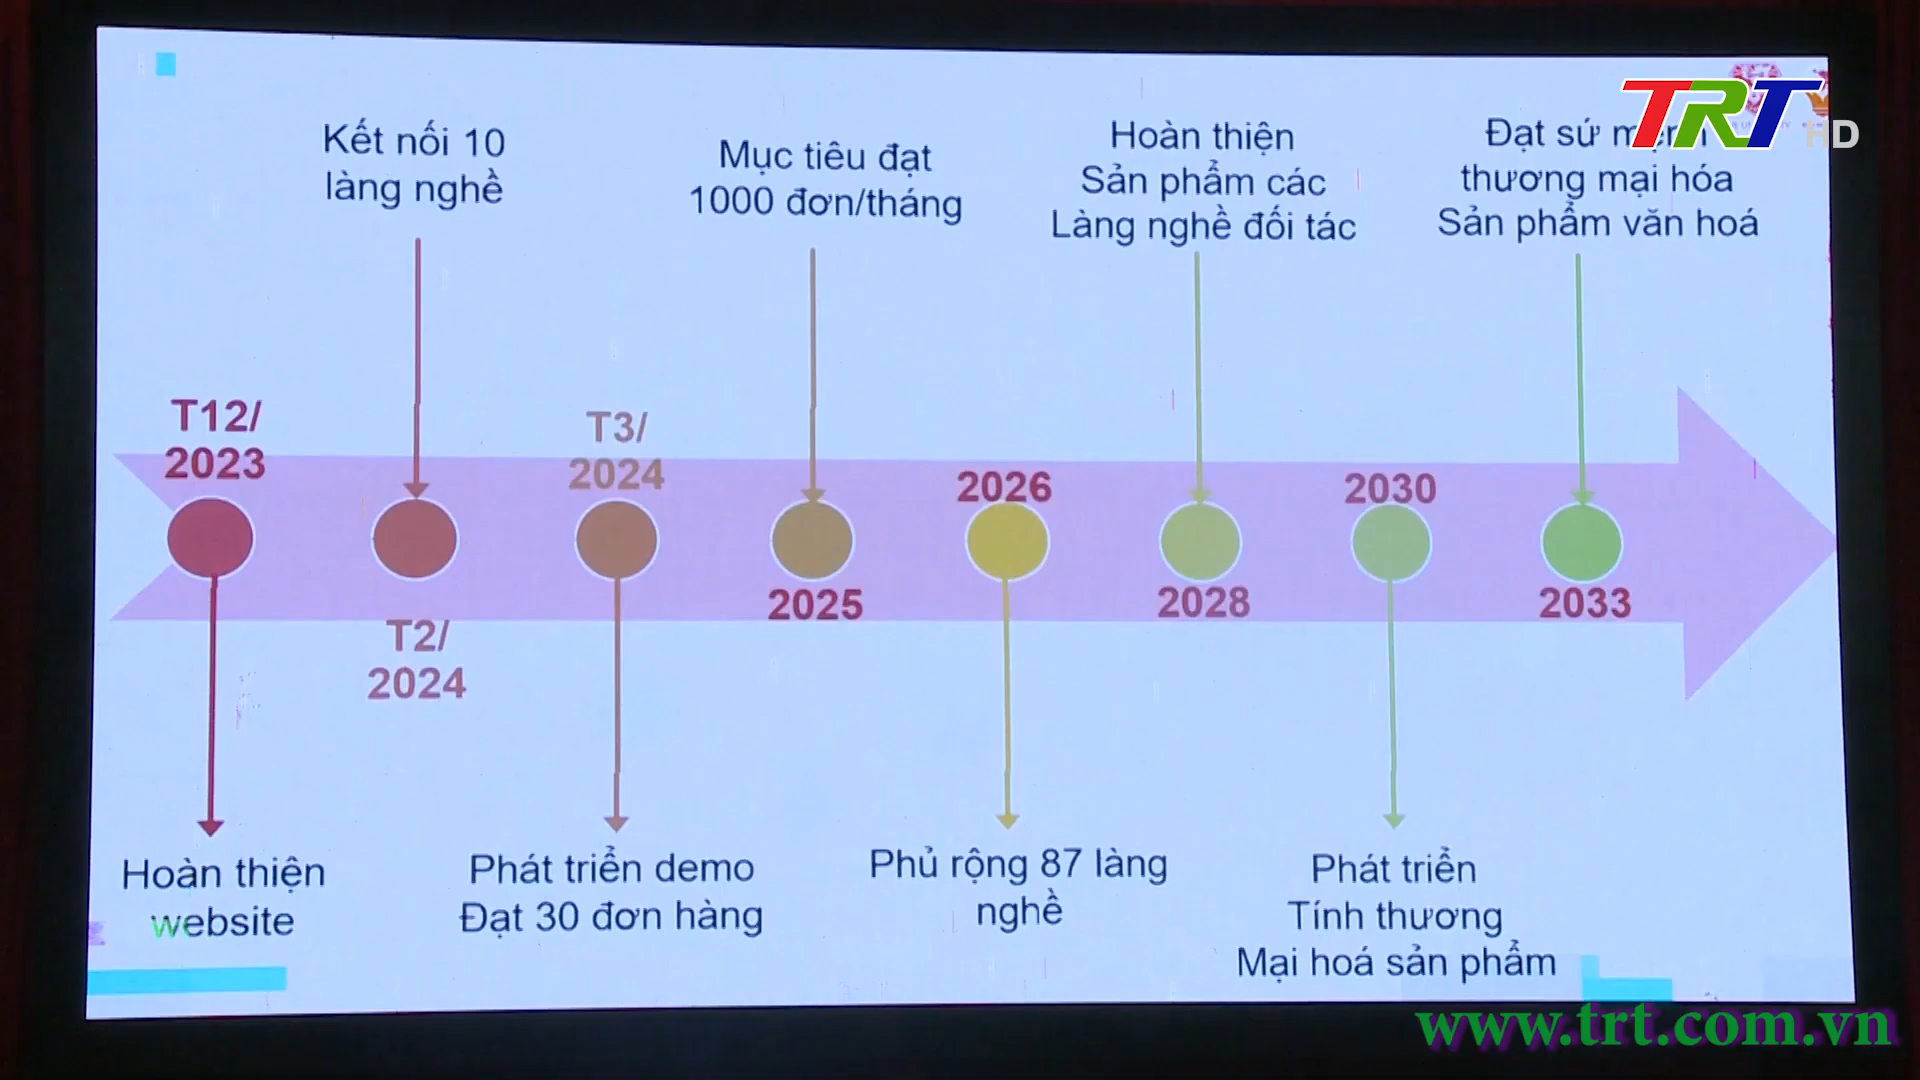 TRT
HD
Kết nối 10
làng nghề
Mục tiêu đạt
1000 đơn/tháng
Hoàn thiện
Sản phẩm các
Làng nghề đối tác
Đạt sứ
thương mại hóa
Sản phẩm văn hoá
T12/
2023
T2/
2024
T3/
2024
2025
2026
2028
2030
2033
Hoàn thiện
website
Phát triển demo
Đạt 30 đơn hàng
Phủ rộng 87 làng
nghề
Phát triển
Tính thương
Mại hoá sản phẩm
www.trt.com.vn